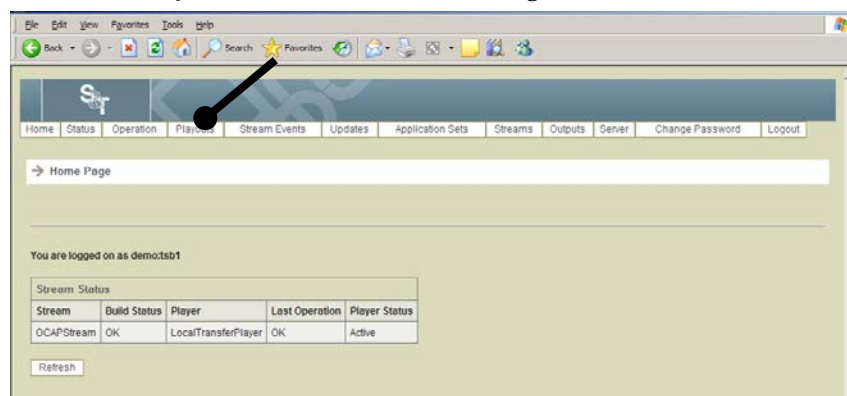 File Edit View Favorites Tools Help
Back Search Favorites
S&T
Home Status Operation Stream Events Updates Application Sets Streams Outputs Server Change Password Logout
Home Page
You are logged on as demo:tsb1
Stream Status
Stream Build Status Player Last Operation Player Status
OCAPStream OK LocalTransferPlayer OK Active
Refresh